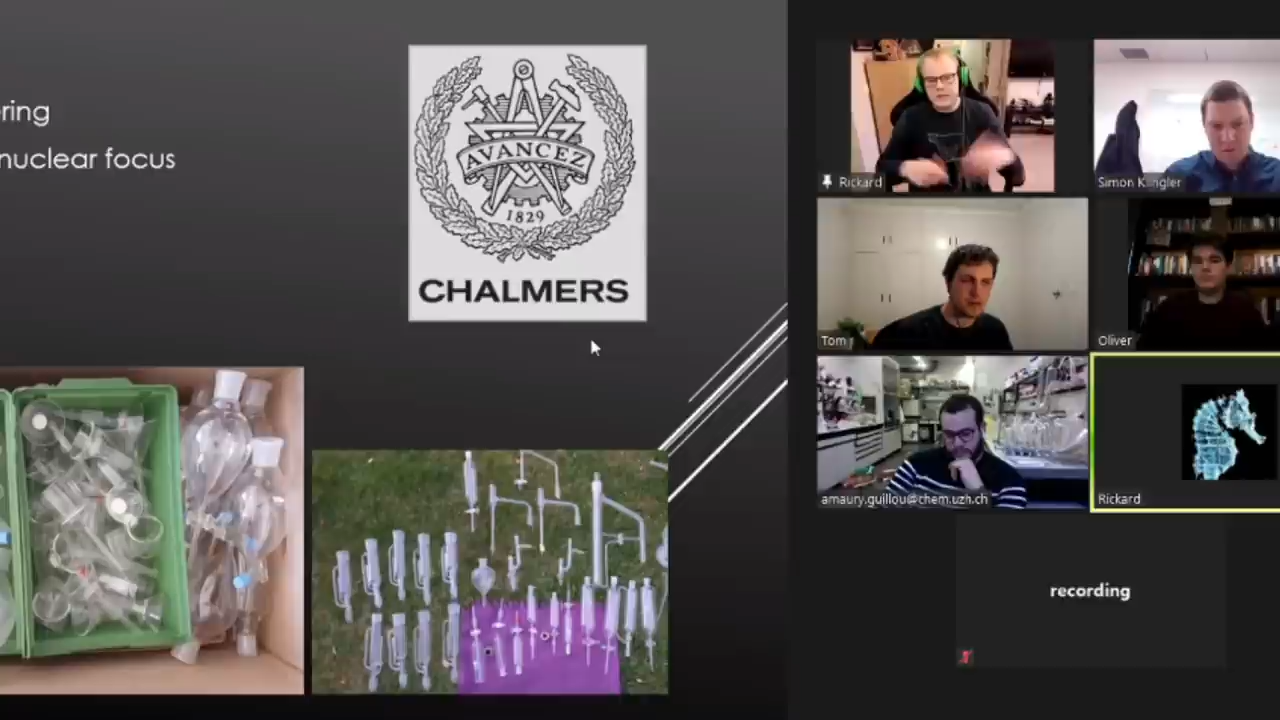 ring
nuclear focus
AVANCEZ
1829
CHALMERS
Rickard
Simon Klingler
Tom
Oliver
amaury.guillou@chem.uzh.ch
Rickard
recording